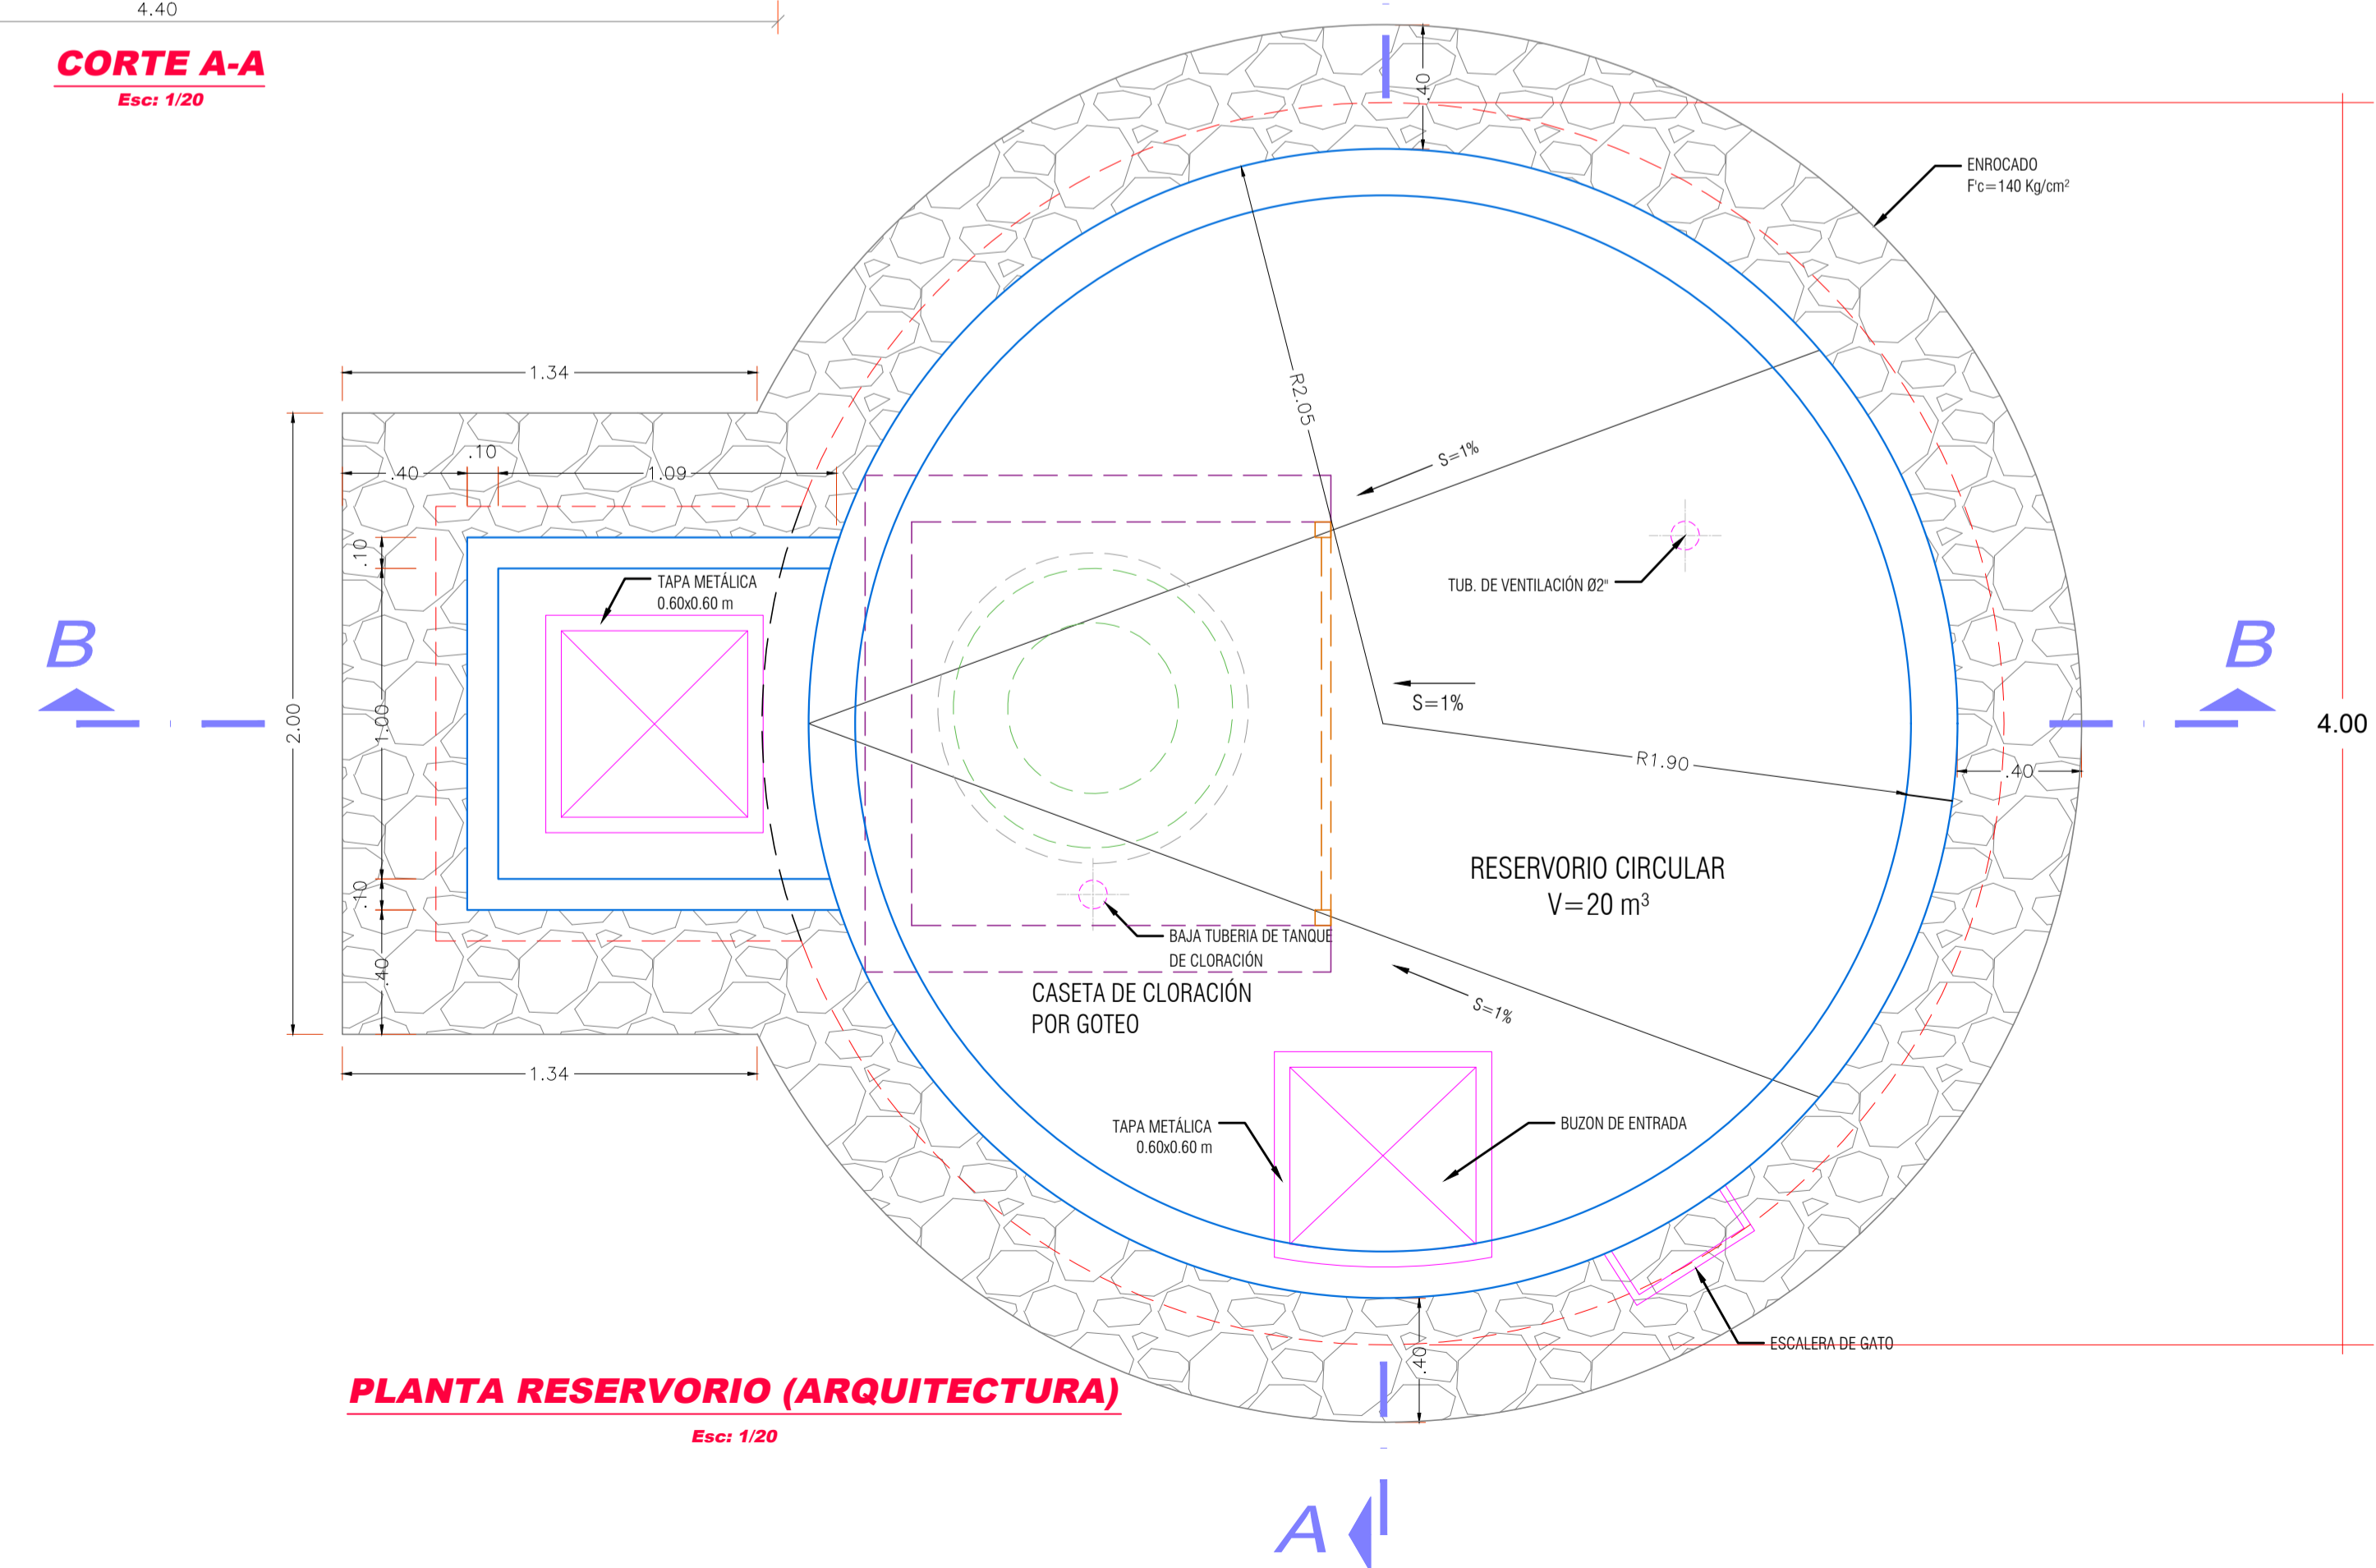 4.40
CORTE A-A
Esc: 1/20
.40
ENROCADO
F'c=140 Kg/cm²
1.34
R2.05
S=1%
.10
.40
1.09
.10
TAPA METÁLICA
0.60x0.60 m
TUB. DE VENTILACIÓN Ø2"
B
B
S=1%
2.00
1.00
4.00
R1.90
.40
RESERVORIO CIRCULAR
V=20 m³
.10
BAJA TUBERIA DE TANQUE
DE CLORACIÓN
.40
CASETA DE CLORACIÓN
POR GOTEO
S=1%
1.34
TAPA METÁLICA
0.60x0.60 m
BUZON DE ENTRADA
ESCALERA DE GATO
.40
PLANTA RESERVORIO (ARQUITECTURA)
Esc: 1/20
A